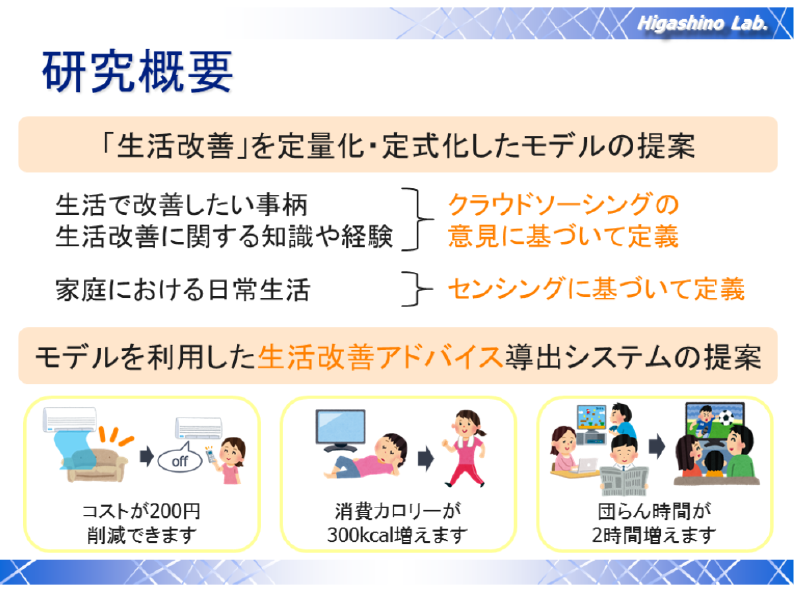 Higashino Lab.
研究概要
「生活改善」を定量化・定式化したモデルの提案
生活で改善したい事柄
生活改善に関する知識や経験
クラウドソーシングの
意見に基づいて定義
家庭における日常生活
センシングに基づいて定義
モデルを利用した生活改善アドバイス導出システムの提案
off
コストが200円
削減できます
消費カロリーが
300kcal増えます
団らん時間が
2時間増えます